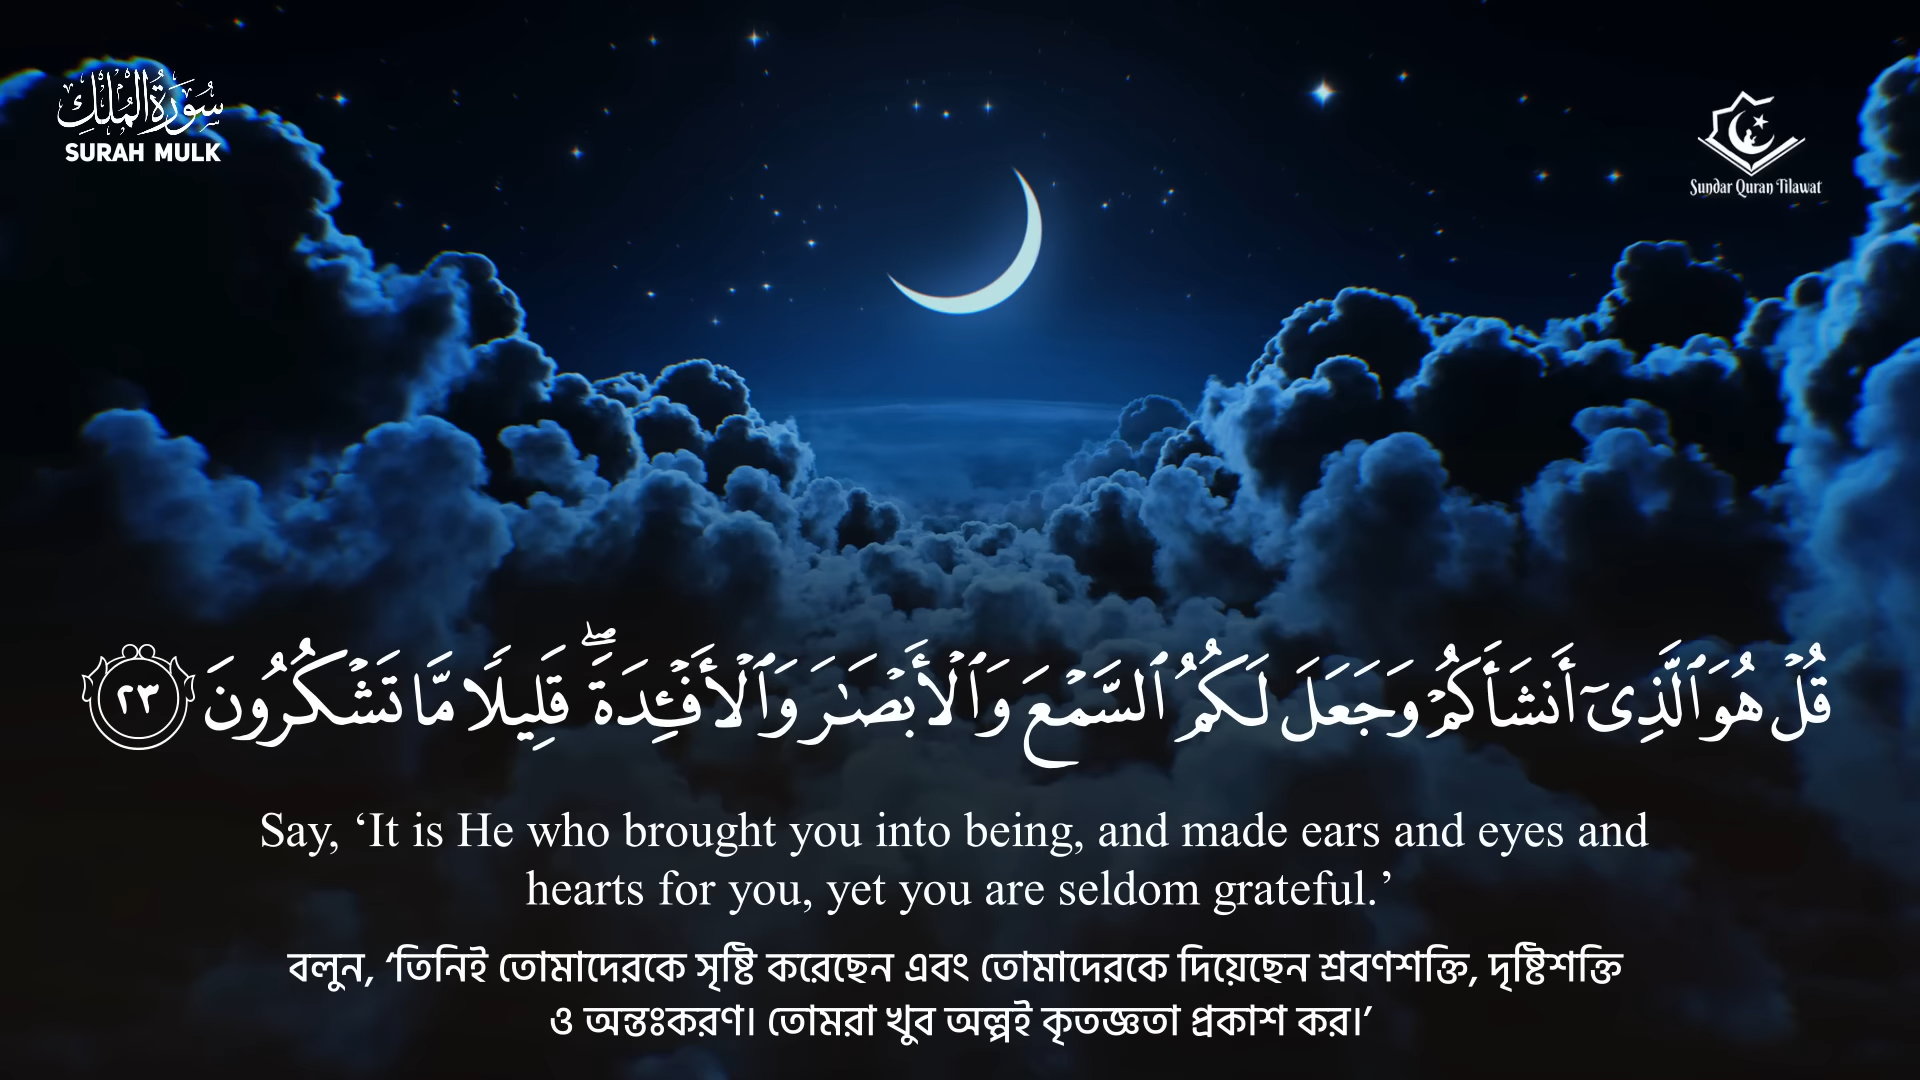 سُورَةُ الْمُلْكِ
SURAH MULK
Sundar Quran Tilawat
قُلْ هُوَ ٱلَّذِىٓ أَنشَأَكُمْ وَجَعَلَ لَكُمُ ٱلسَّمْعَ وَٱلْأَبْصَـٰرَ وَٱلْأَفْـِٔدَةَ ۖ قَلِيلًا مَّا تَشْكُرُونَ ٢٣
Say, ‘It is He who brought you into being, and made ears and eyes and
hearts for you, yet you are seldom grateful.’
বলুন, ‘তিনিই তোমাদেরকে সৃষ্টি করেছেন এবং তোমাদেরকে দিয়েছেন শ্রবণশক্তি, দৃষ্টিশক্তি
ও অন্তঃকরণ। তোমরা খুব অল্পই কৃতজ্ঞতা প্রকাশ কর।’